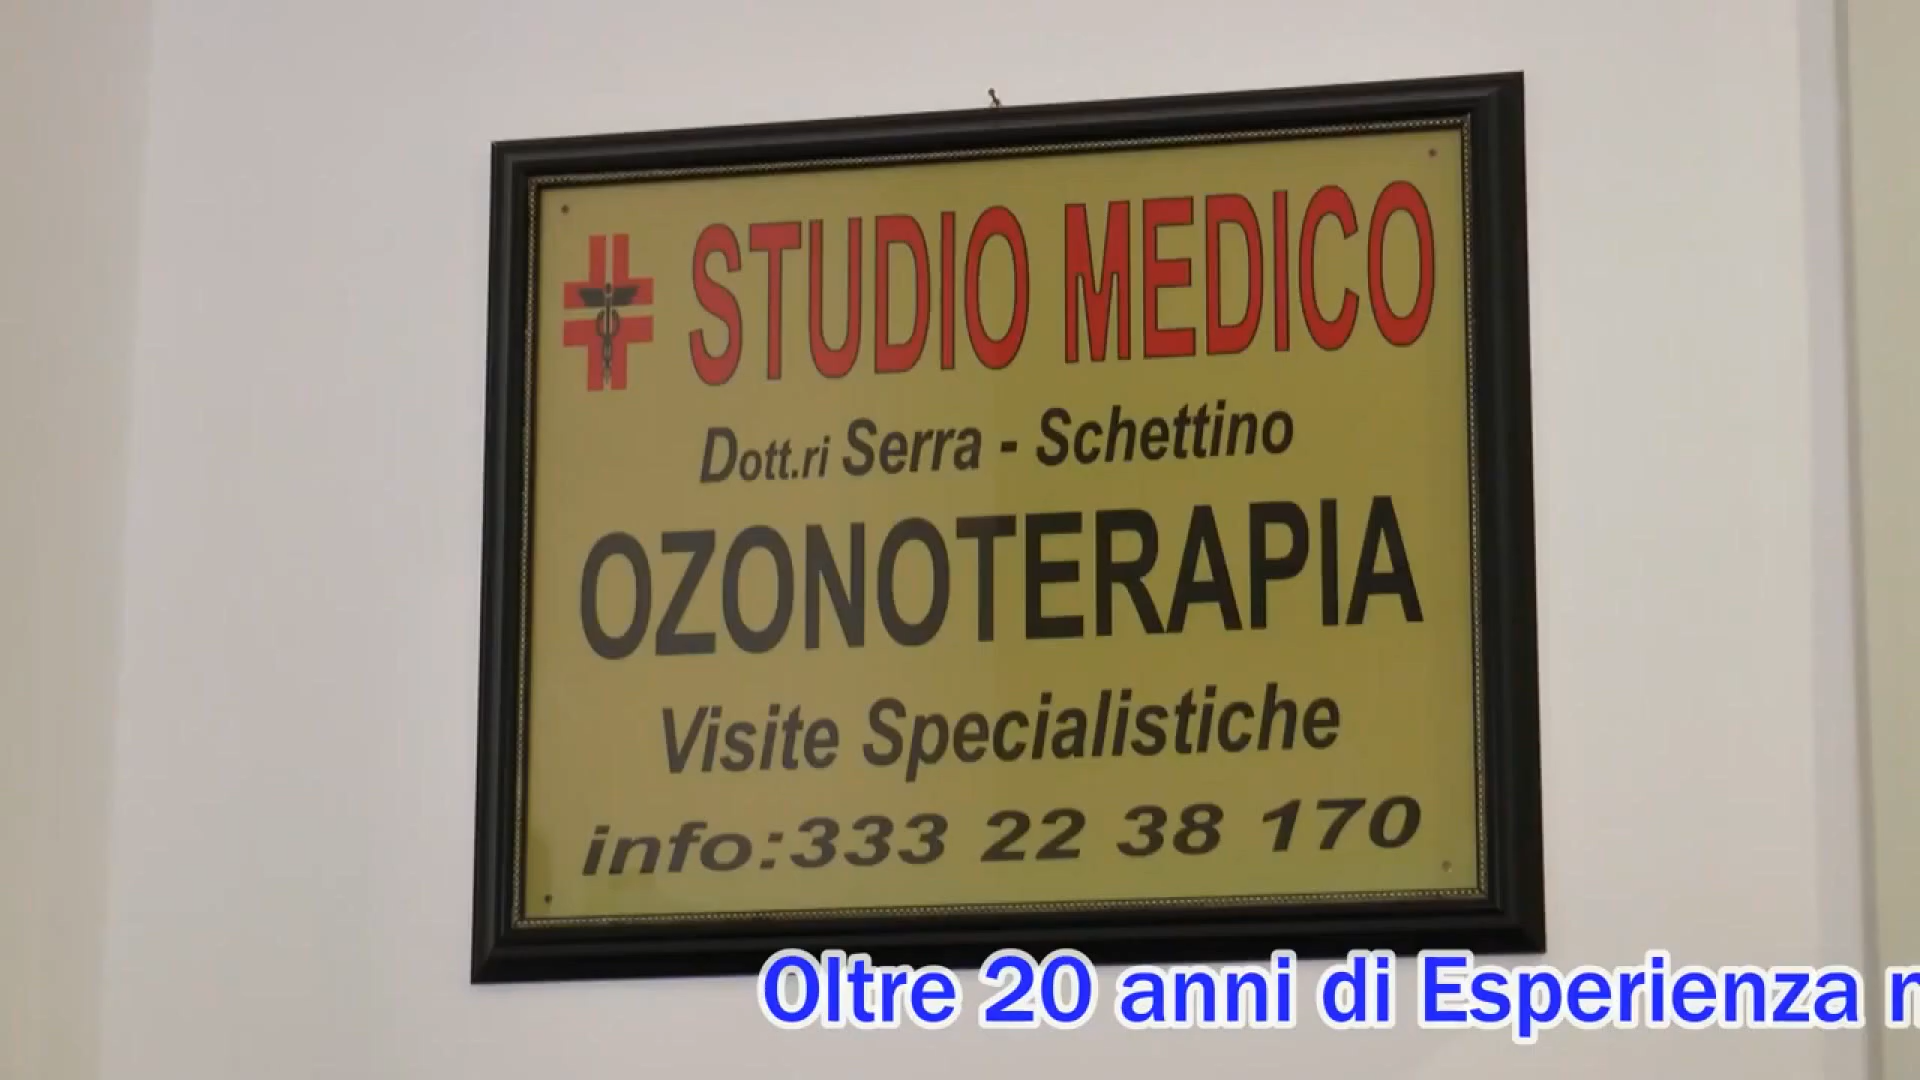 STUDIO MEDICO
Dott.ri Serra - Schettino
OZONOTERAPIA
Visite Specialistiche
info:333 22 38 170
Oltre 20 anni di Esperienza